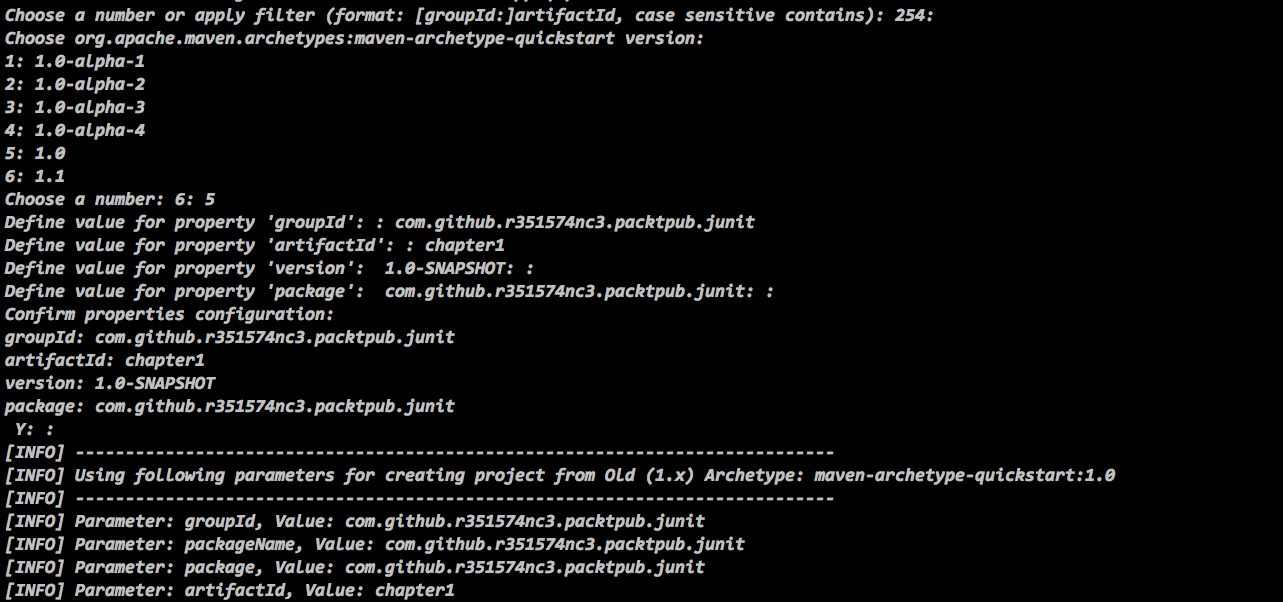 Choose a number or apply filter (format: [groupId:]artifactId, case sensitive contains): 254:
Choose org.apache.maven.archetypes:maven-archetype-quickstart version:
1: 1.0-alpha-1
2: 1.0-alpha-2
3: 1.0-alpha-3
4: 1.0-alpha-4
5: 1.0
6: 1.1
Choose a number: 6: 5
Define value for property 'groupId': : com.github.r351574nc3.packtpub.junit
Define value for property 'artifactId': : chapter1
Define value for property 'version':  1.0-SNAPSHOT: :
Define value for property 'package':  com.github.r351574nc3.packtpub.junit: :
Confirm properties configuration:
groupId: com.github.r351574nc3.packtpub.junit
artifactId: chapter1
version: 1.0-SNAPSHOT
package: com.github.r351574nc3.packtpub.junit
 Y: :
[INFO] ----------------------------------------------------------------------------
[INFO] Using following parameters for creating project from Old (1.x) Archetype: maven-archetype-quickstart:1.0
[INFO] ----------------------------------------------------------------------------
[INFO] Parameter: groupId, Value: com.github.r351574nc3.packtpub.junit
[INFO] Parameter: packageName, Value: com.github.r351574nc3.packtpub.junit
[INFO] Parameter: package, Value: com.github.r351574nc3.packtpub.junit
[INFO] Parameter: artifactId, Value: chapter1